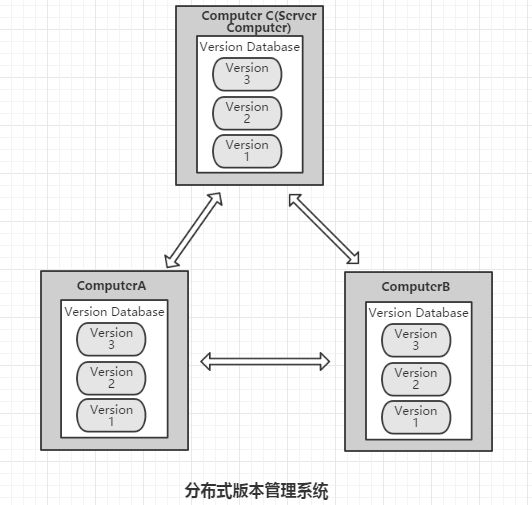 Computer C(Server
Computer)
Version Database
Version
3
Version
2
Version
1
ComputerA
Version Database
Version
3
Version
2
Version
1
ComputerB
Version Database
Version
3
Version
2
Version
1
分布式版本管理系统